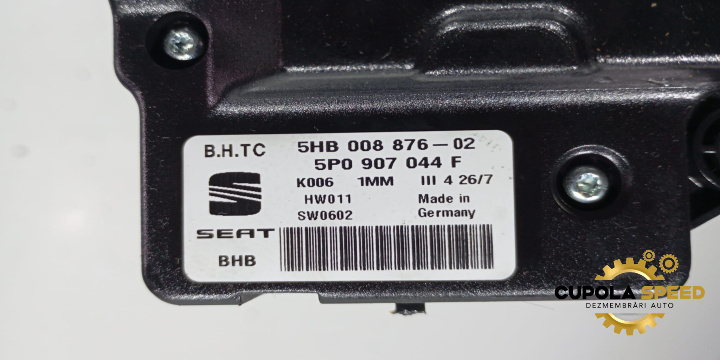 B.H.TC 5HB 008 876-02
5P0 907 044 F
K006 1MM III 4 26/7
HW011 Made in
SW0602 Germany
SEAT
BHB
CUPOLA SPEED
DEZMEMBRĂRI AUTO